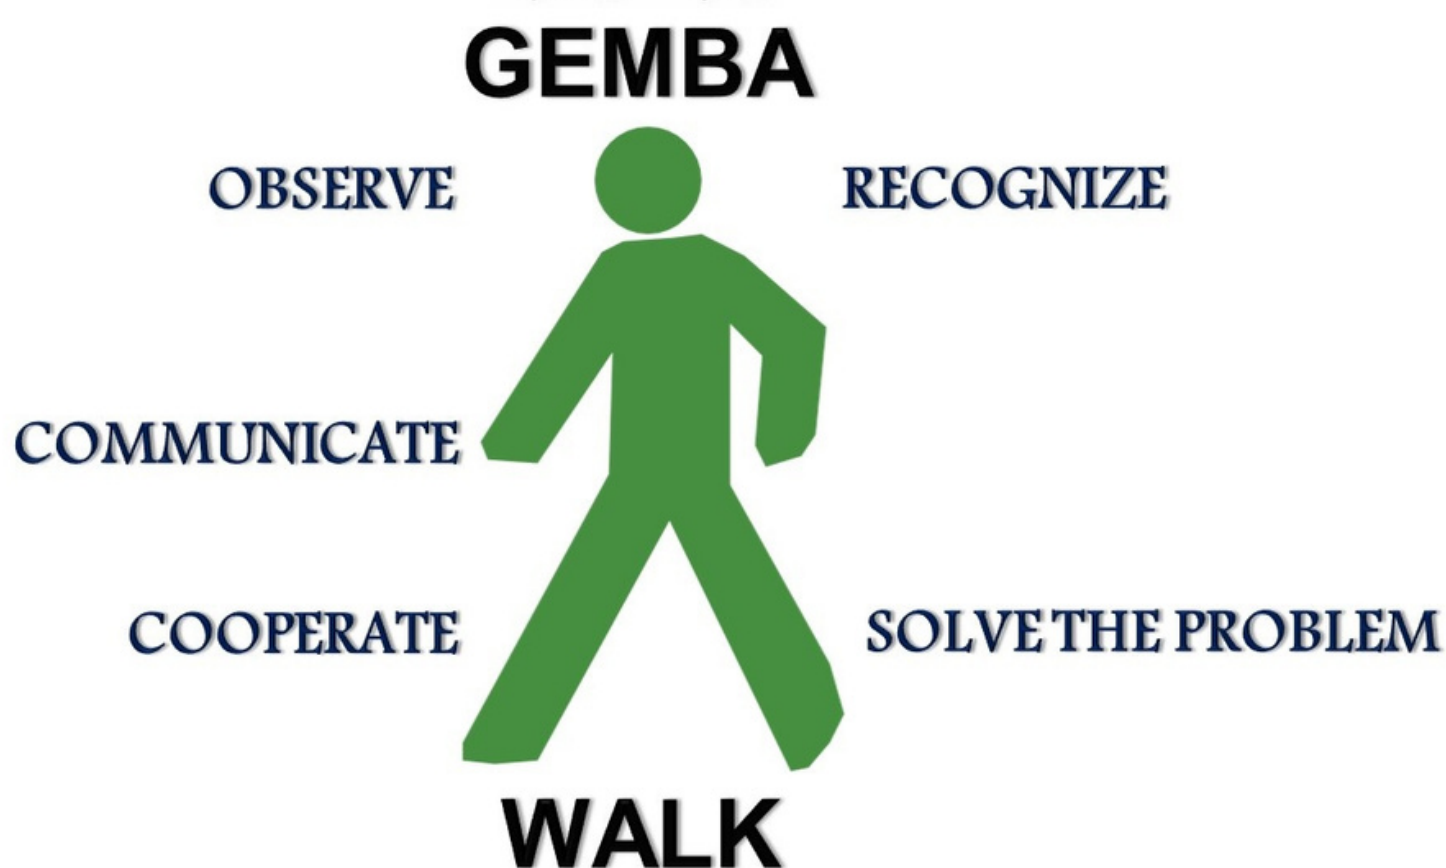 GEMBA
OBSERVE
RECOGNIZE
COMMUNICATE
COOPERATE
SOLVE THE PROBLEM
WALK